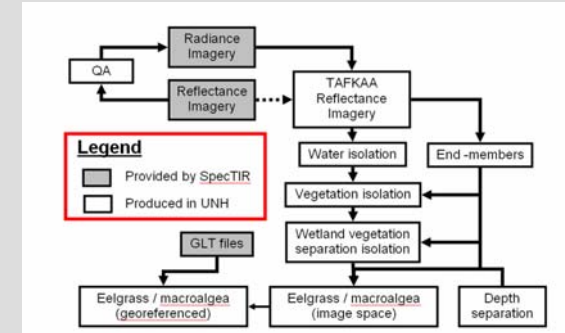 Radiance
Imagery
QA
Reflectance
Imagery
TAFKAA
Reflectance
Imagery
Legend
Provided by SpecTIR
Produced in UNH
Water isolation
End -members
Vegetation isolation
Wetland vegetation
separation isolation
GLT files
Eelgrass / macroalgea
(georeferenced)
Eelgrass / macroalgea
(image space)
Depth
separation